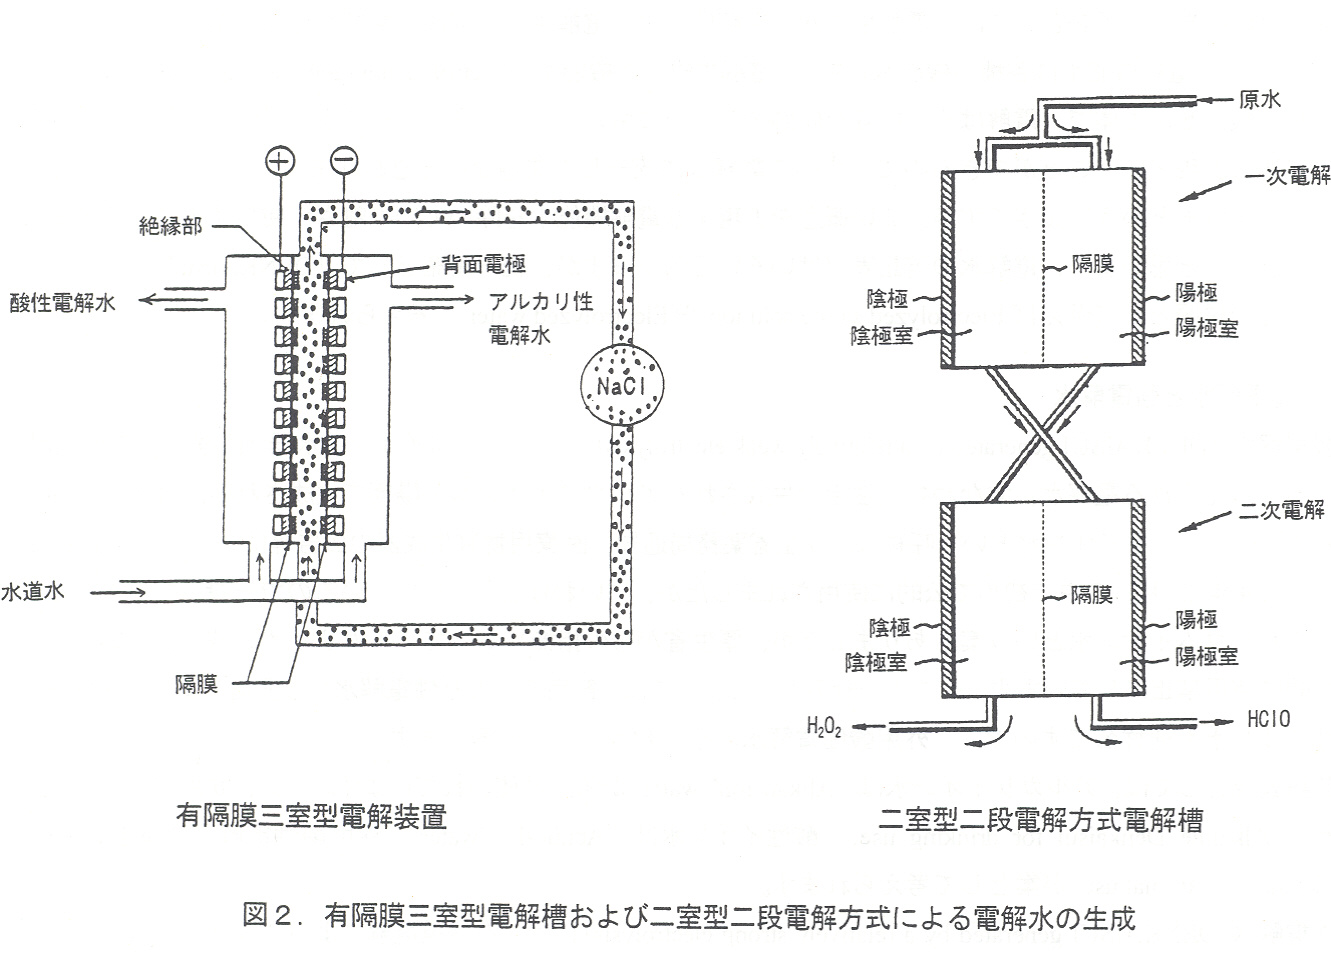 ⊕
⊖
絶縁部
背面電極
酸性電解水
アルカリ性
電解水
NaCl
水道水
隔膜
有隔膜三室型電解装置
原水
一次電解
隔膜
陰極
陰極室
陽極
陽極室
二次電解
隔膜
陰極
陰極室
陽極
陽極室
H₂O₂
HClO
二室型二段電解方式電解槽
図2. 有隔膜三室型電解槽および二室型二段電解方式による電解水の生成